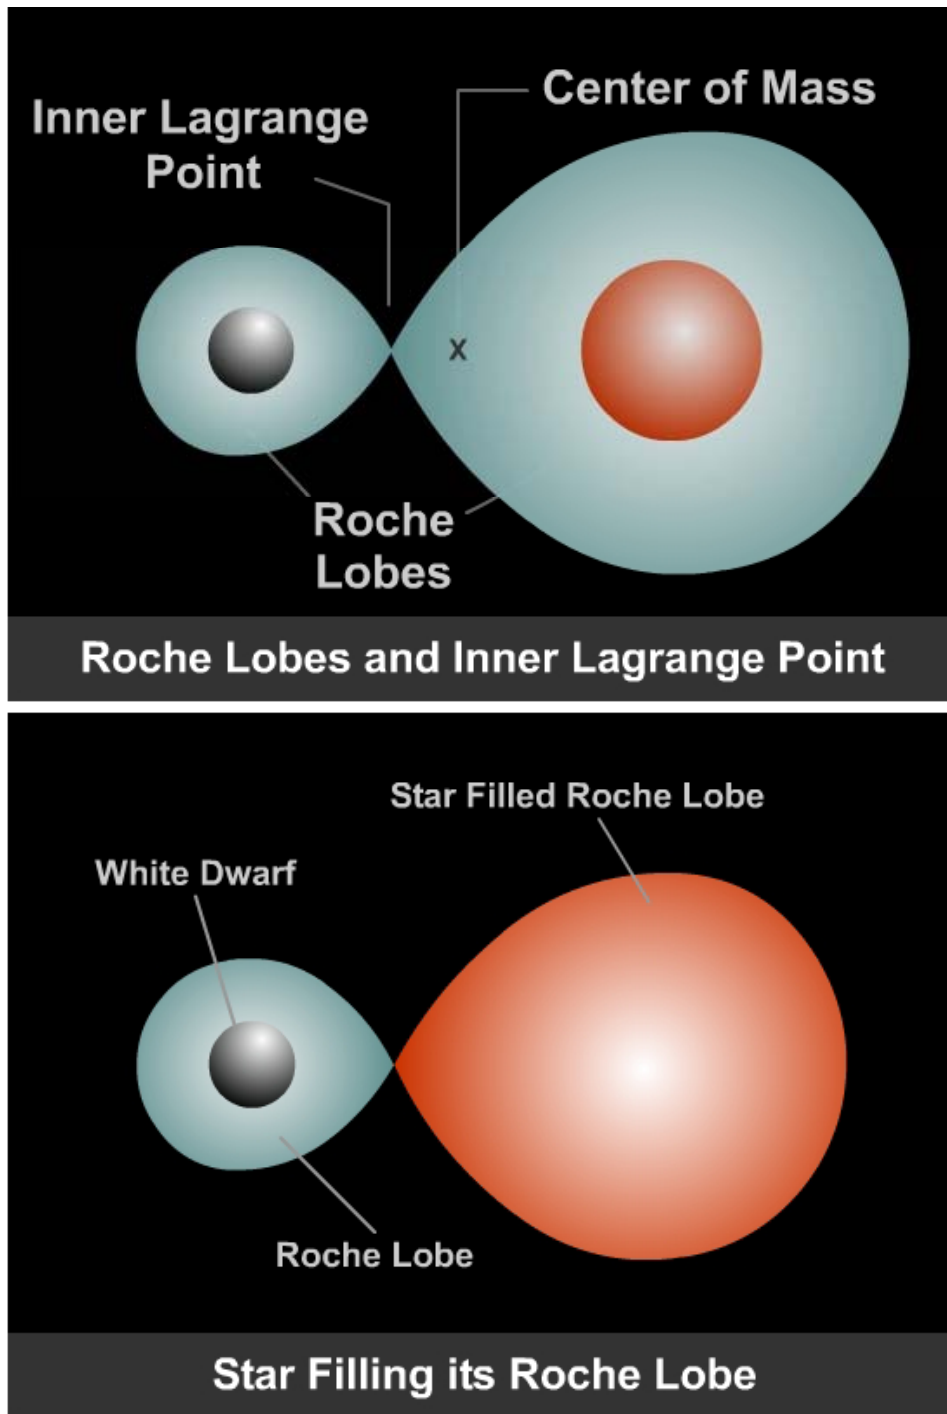 Center of Mass
Inner Lagrange
Point
x
Roche
Lobes
Roche Lobes and Inner Lagrange Point
Star Filled Roche Lobe
White Dwarf
Roche Lobe
Star Filling its Roche Lobe